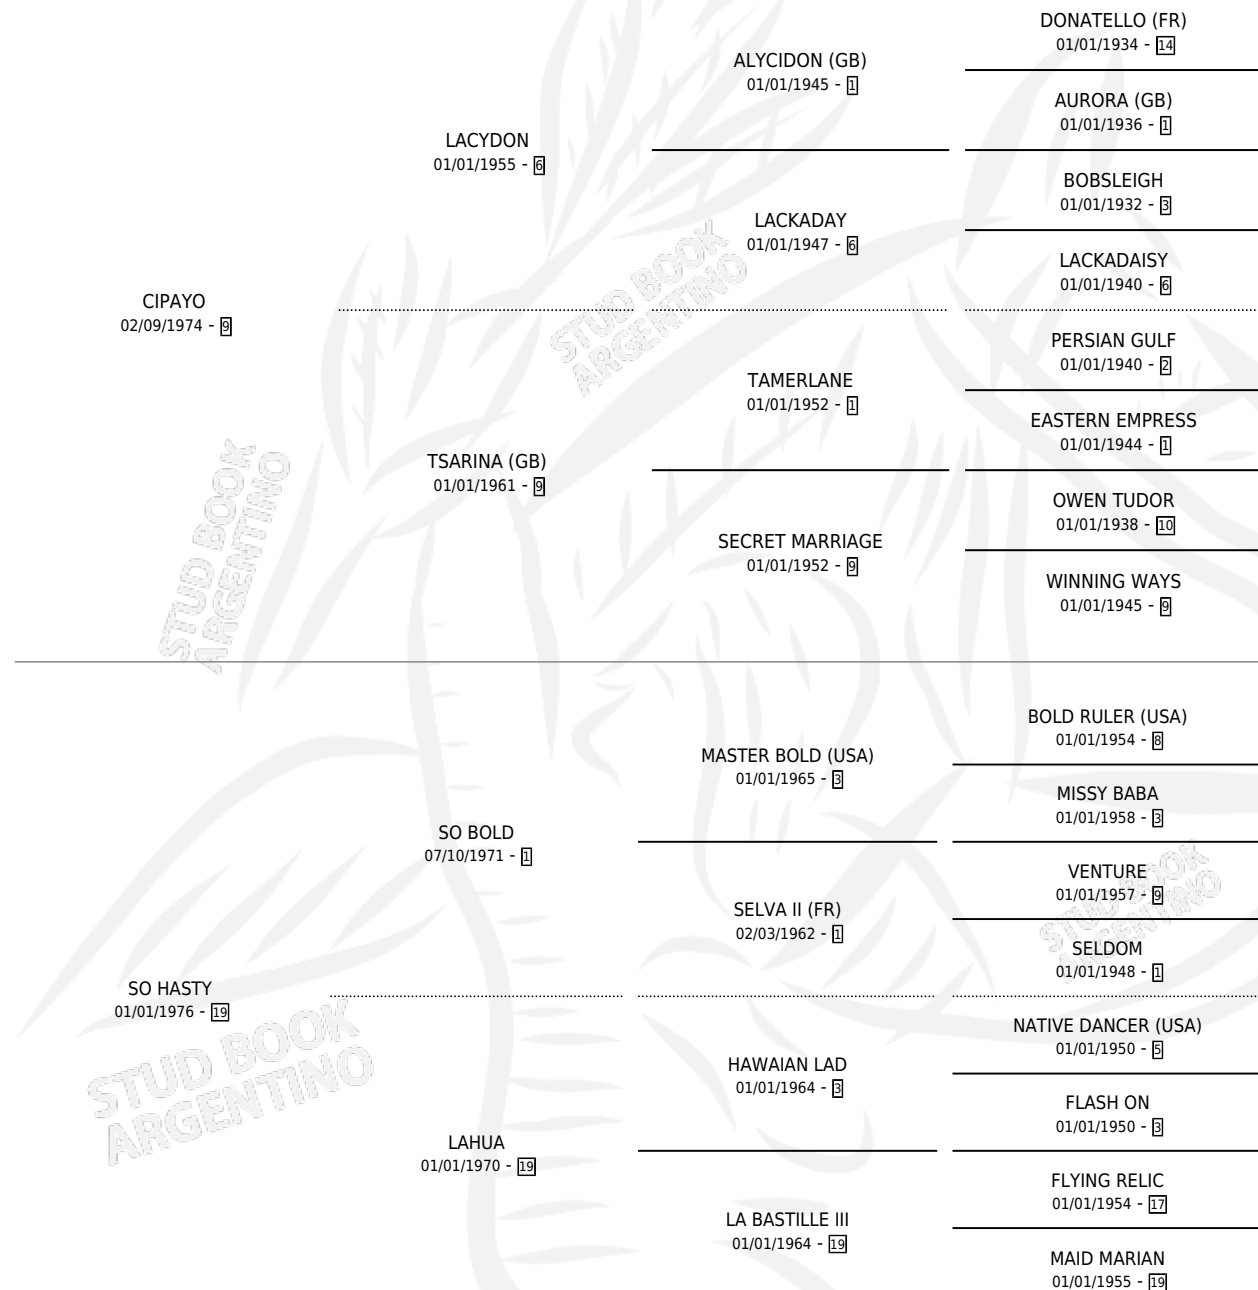 DONATELLO (FR)
01/01/1934 - 14
ALYCIDON (GB)
01/01/1945 - 1
AURORA (GB)
01/01/1936 - 1
LACYDON
01/01/1955 - 6
BOBSLEIGH
01/01/1932 - 3
LACKADAY
01/01/1947 - 6
LACKADAISY
01/01/1940 - 6
CIPAYO
02/09/1974 - 9
STUD BOOK
ARGENTINO
PERSIAN GULF
01/01/1940 - 2
TAMERLANE
01/01/1952 - 1
EASTERN EMPRESS
01/01/1944 - 1
TSARINA (GB)
01/01/1961 - 9
OWEN TUDOR
01/01/1938 - 10
SECRET MARRIAGE
01/01/1952 - 9
WINNING WAYS
01/01/1945 - 9
STUD BOOK
ARGENTINO
BOLD RULER (USA)
01/01/1954 - 8
MASTER BOLD (USA)
01/01/1965 - 3
MISSY BABA
01/01/1958 - 3
SO BOLD
07/10/1971 - 1
VENTURE
01/01/1957 - 9
SELVA II (FR)
02/03/1962 - 1
SELDOM
01/01/1948 - 1
STUD BOOK
ARGENTINO
SO HASTY
01/01/1976 - 19
NATIVE DANCER (USA)
01/01/1950 - 5
HAWAIAN LAD
01/01/1964 - 3
FLASH ON
01/01/1950 - 3
STUD BOOK
ARGENTINO
LAHUA
01/01/1970 - 19
FLYING RELIC
01/01/1954 - 17
LA BASTILLE III
01/01/1964 - 19
MAID MARIAN
01/01/1955 - 19